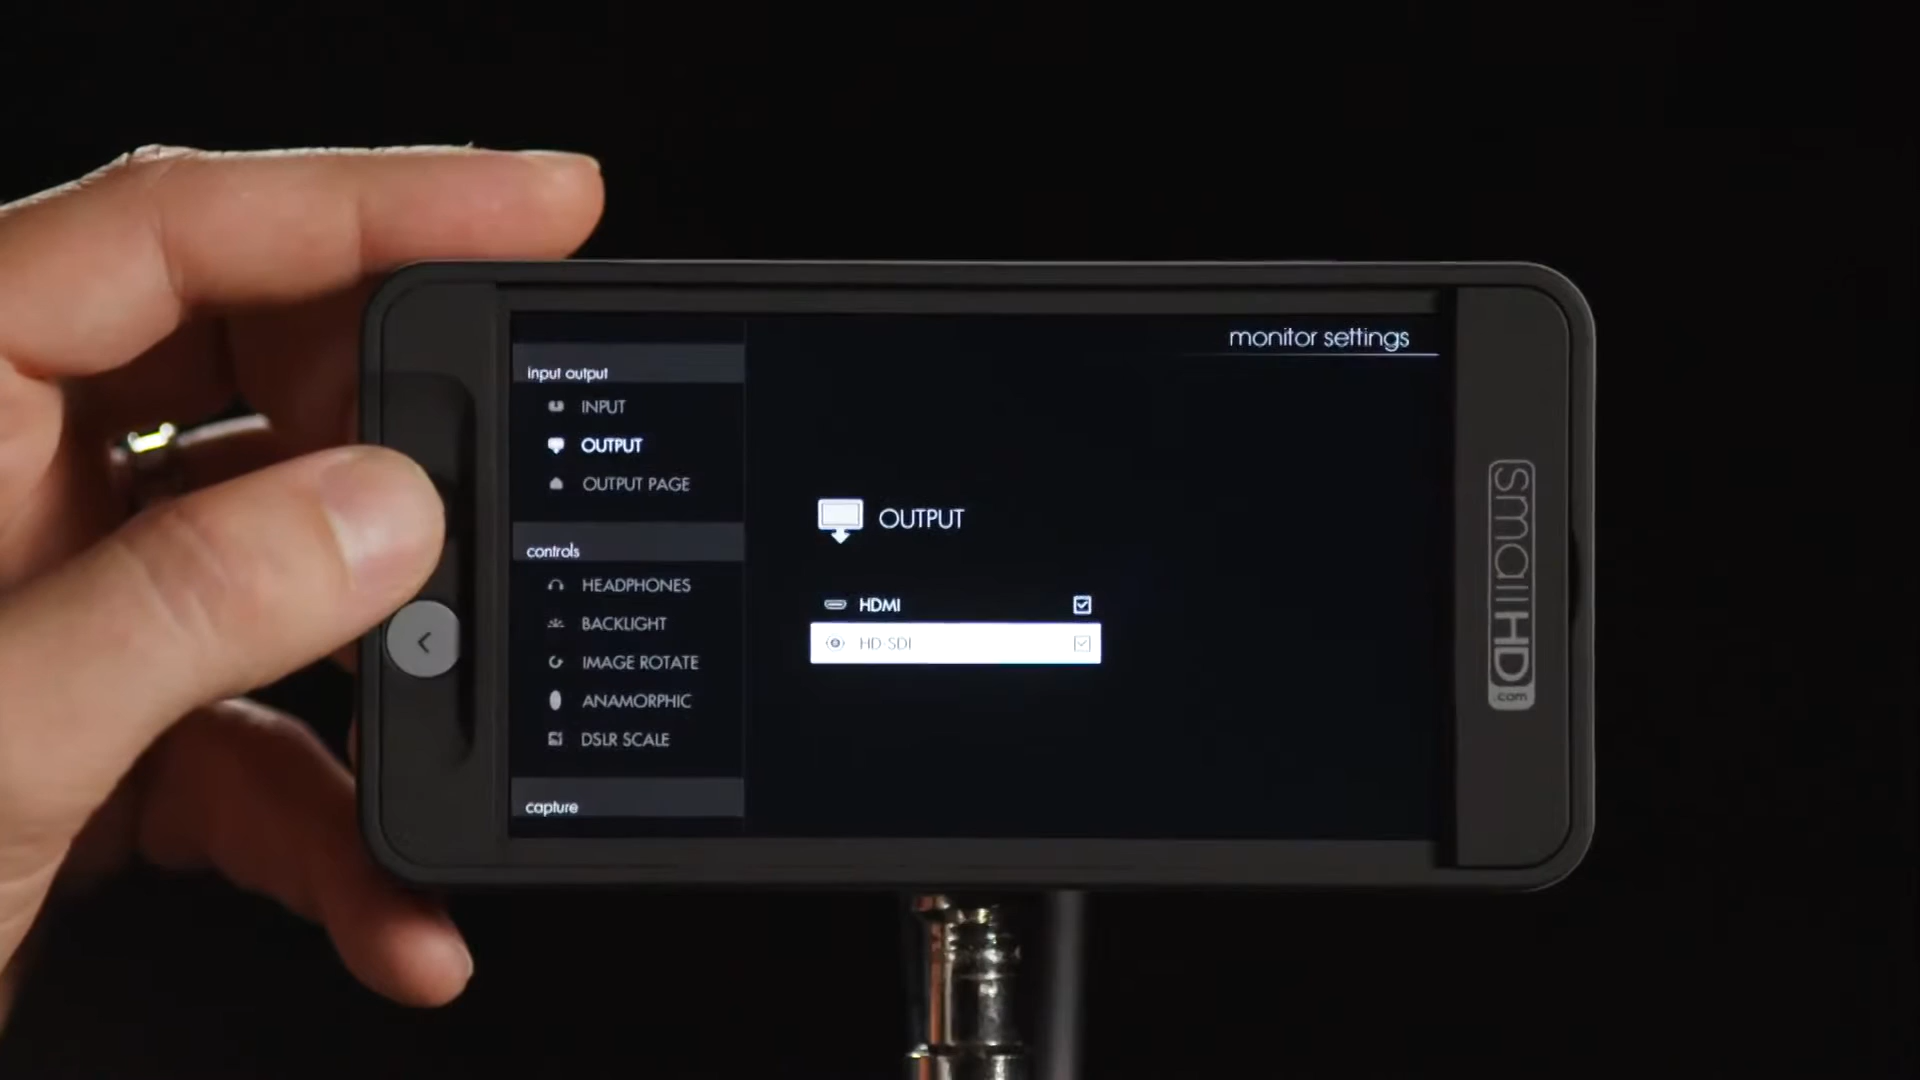 monitor settings
input output
INPUT
OUTPUT
OUTPUT PAGE
controls
HEADPHONES
BACKLIGHT
IMAGE ROTATE
ANAMORPHIC
DSLR SCALE
capture
OUTPUT
HDMI
HD-SDI
smallHD
.com